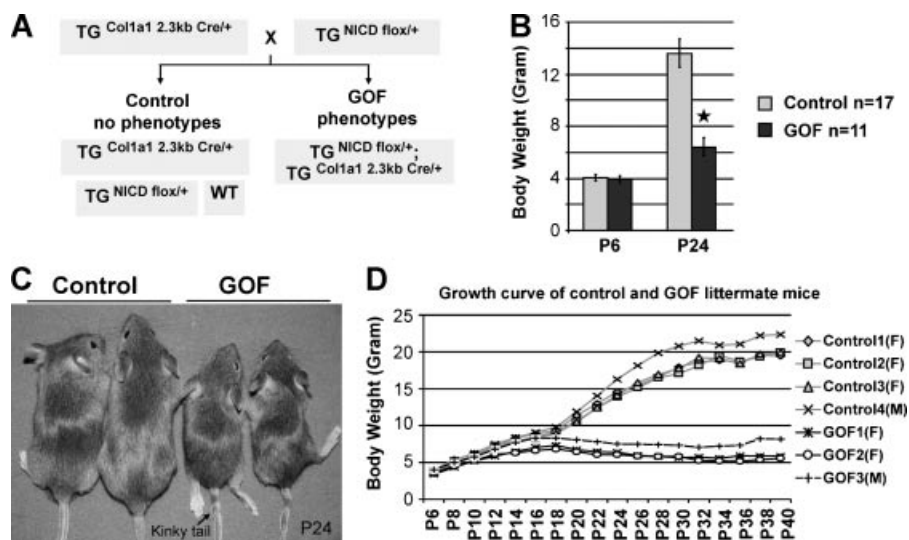 A
TG Col1a1 2.3kb Cre/+
X
TG NICD flox/+
Control
no phenotypes
GOF
phenotypes
TG Col1a1 2.3kb Cre/+
TG NICD flox/+
WT
TG NICD flox/+;
TG Col1a1 2.3kb Cre/+
B
Body Weight (Gram)
16
12
8
4
0
P6
P24
★
Control n=17
GOF n=11
C
Control
GOF
Kinky tail
P24
D
Growth curve of control and GOF littermate mice
Body Weight (Gram)
25
20
15
10
5
0
P6
P8
P10
P12
P14
P16
P18
P20
P22
P24
P26
P28
P30
P32
P34
P36
P38
P40
Control1(F)
Control2(F)
Control3(F)
Control4(M)
GOF1(F)
GOF2(F)
GOF3(M)